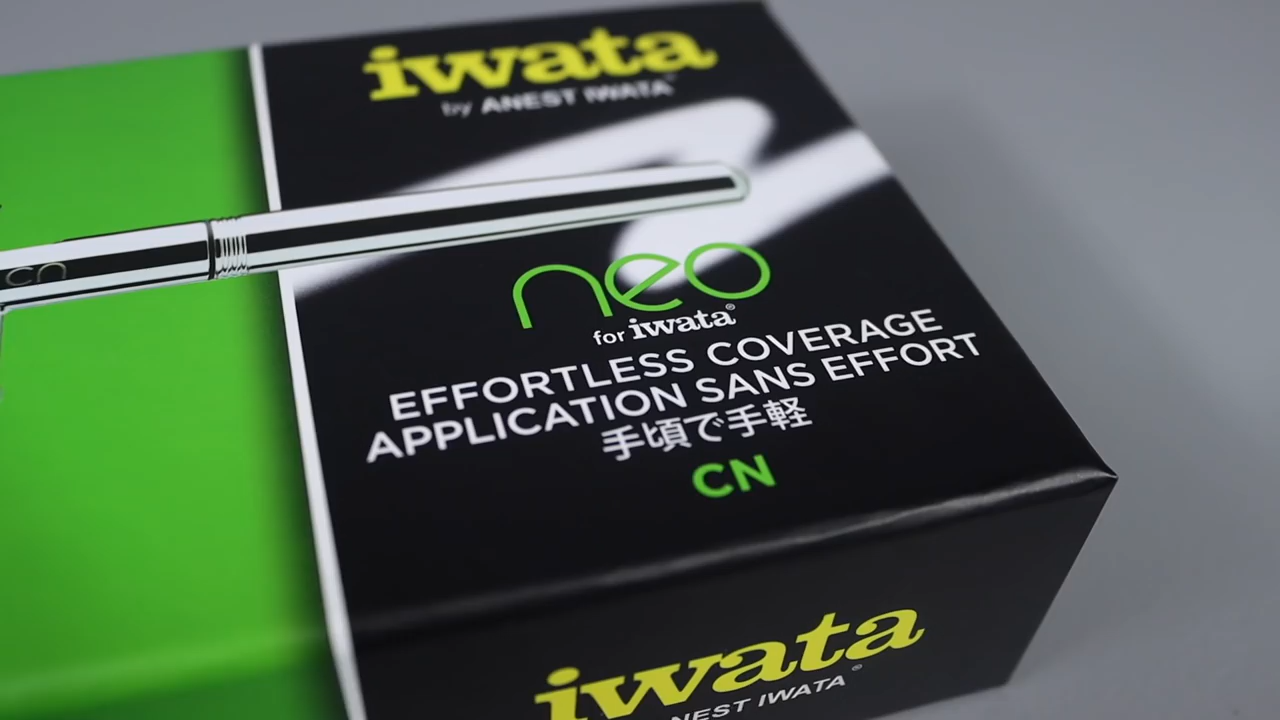 iwata
by ANEST IWATA
cn
neo
for iwata®
EFFORTLESS COVERAGE
APPLICATION SANS EFFORT
手頃で手軽
CN
iwata
ANEST IWATA®